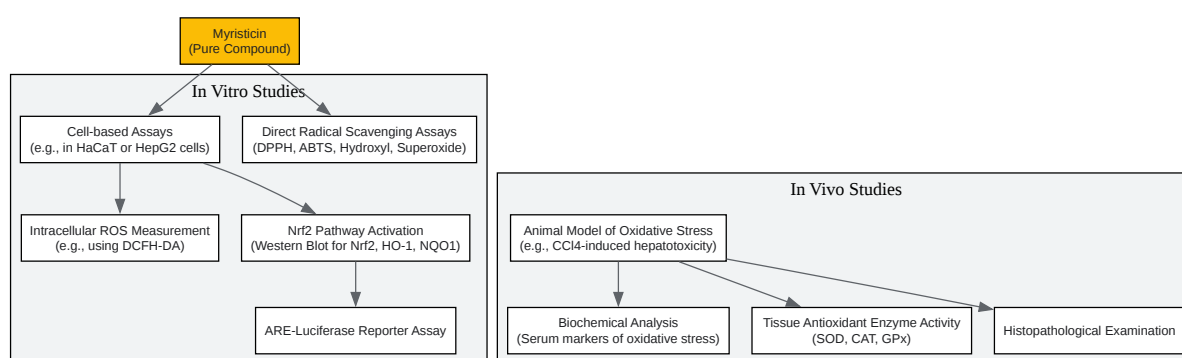 Myristicin
(Pure Compound)
In Vitro Studies
Cell-based Assays
(e.g., in HaCaT or HepG2 cells)
Direct Radical Scavenging Assays
(DPPH, ABTS, Hydroxyl, Superoxide)
Intracellular ROS Measurement
(e.g., using DCFH-DA)
Nrf2 Pathway Activation
(Western Blot for Nrf2, HO-1, NQO1)
ARE-Luciferase Reporter Assay
In Vivo Studies
Animal Model of Oxidative Stress
(e.g., CCl4-induced hepatotoxicity)
Biochemical Analysis
(Serum markers of oxidative stress)
Tissue Antioxidant Enzyme Activity
(SOD, CAT, GPx)
Histopathological Examination